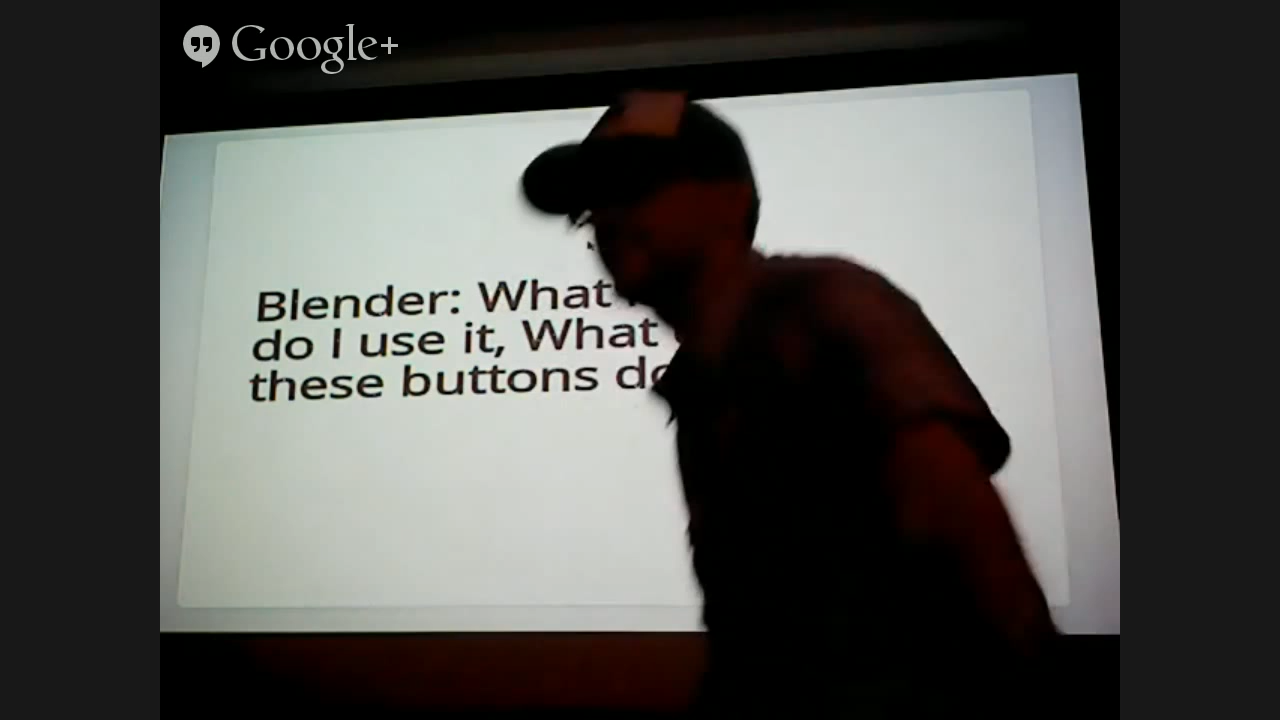 Google+
Blender: What
do I use it, What
these buttons